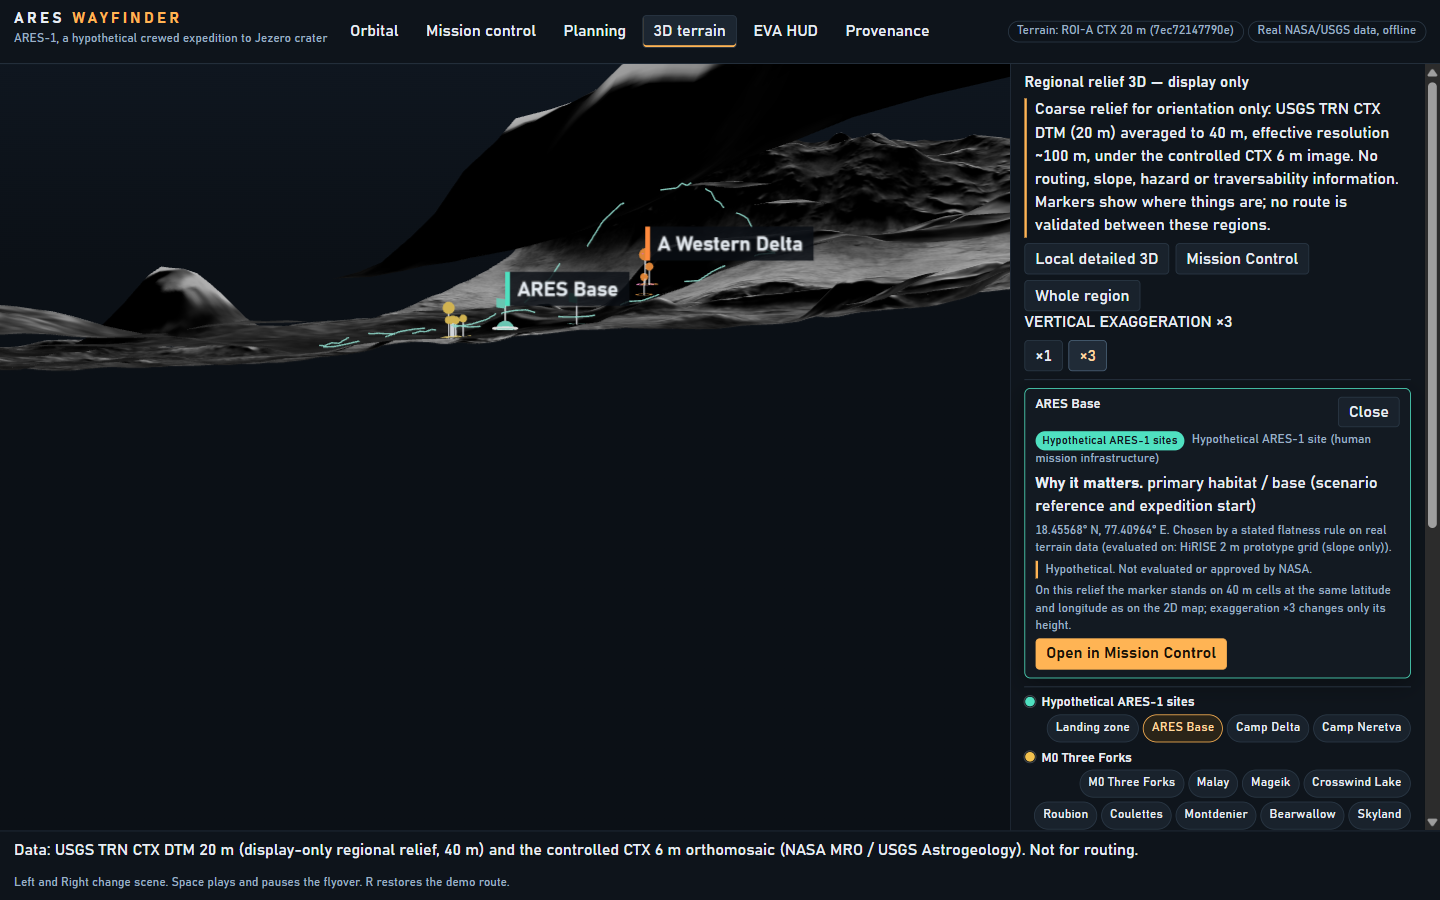 ARES WAYFINDER
ARES-1, a hypothetical crewed expedition to Jezero crater
Orbital
Mission control
Planning
3D terrain
EVA HUD
Provenance
Terrain: ROI-A CTX 20 m (7ec72147790e)
Real NASA/USGS data, offline
A Western Delta
ARES Base
Regional relief 3D — display only
Coarse relief for orientation only: USGS TRN CTX
DTM (20 m) averaged to 40 m, effective resolution
~100 m, under the controlled CTX 6 m image. No
routing, slope, hazard or traversability information.
Markers show where things are; no route is
validated between these regions.
Local detailed 3D
Mission Control
Whole region
VERTICAL EXAGGERATION ×3
×1
×3
ARES Base
Close
Hypothetical ARES-1 sites Hypothetical ARES-1 site (human
mission infrastructure)
Why it matters. primary habitat / base (scenario
reference and expedition start)
18.45568° N, 77.40964° E. Chosen by a stated flatness rule on real
terrain data (evaluated on: HiRISE 2 m prototype grid (slope only)).
Hypothetical. Not evaluated or approved by NASA.
On this relief the marker stands on 40 m cells at the same latitude
and longitude as on the 2D map; exaggeration ×3 changes only its
height.
Open in Mission Control
Hypothetical ARES-1 sites
Landing zone
ARES Base
Camp Delta
Camp Neretva
M0 Three Forks
M0 Three Forks
Malay
Mageik
Crosswind Lake
Roubion
Coulettes
Montdenier
Bearwallow
Skyland
Data: USGS TRN CTX DTM 20 m (display-only regional relief, 40 m) and the controlled CTX 6 m orthomosaic (NASA MRO / USGS Astrogeology). Not for routing.
Left and Right change scene. Space plays and pauses the flyover. R restores the demo route.